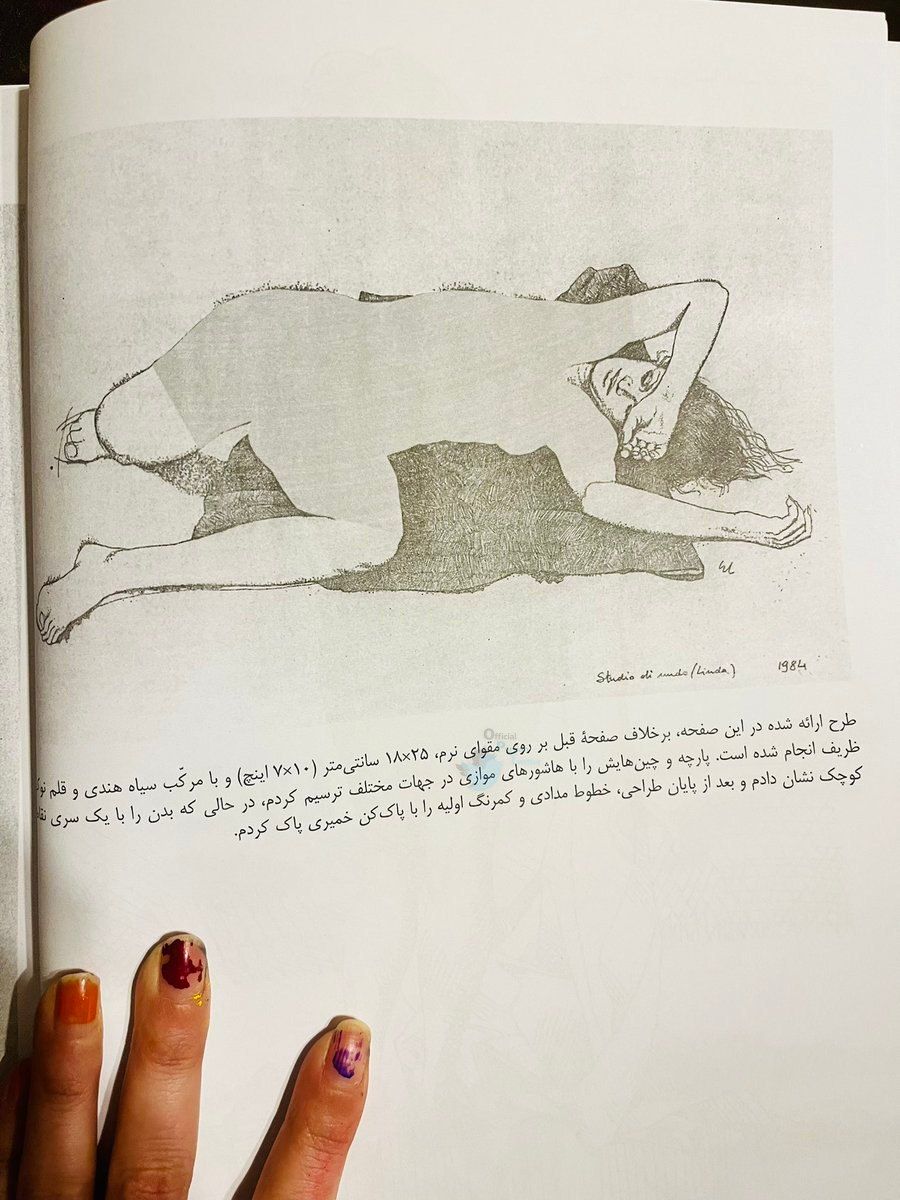 Studio di nudo (Linda) 1984
طرح ارائه شده در این صفحه، برخلاف صفحهٔ قبل بر روی مقوای نرم، ۲۵×۱۸ سانتی‌متر (۱۰×۷ اینچ) و با مرکّب سیاه هندی و قلم
ظریف انجام شده است. پارچه و چین‌هایش را با هاشورهای موازی در جهات مختلف ترسیم کردم، در حالی که بدن را با یک سری
کوچک نشان دادم و بعد از پایان طراحی، خطوط مدادی و کمرنگ اولیه را با پاک‌کن خمیری پاک کردم.
Official